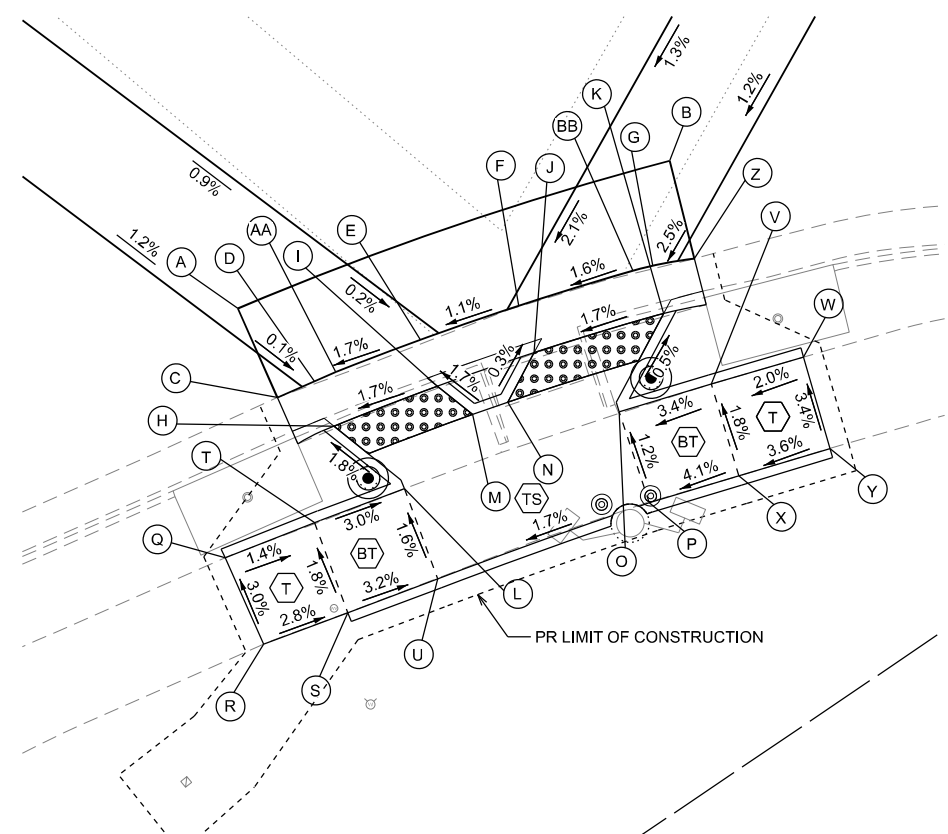 1.3%
1.2%
0.9%
K
B
BB
G
F
J
Z
AA
E
V
1.2%
A
D
I
2.1%
2.5%
1.6%
0.2%
1.1%
1.7%
W
0.1%
1.7%
0.3%
1.7%
0.5%
C
1.7%
2.0%
H
3.4%
T
3.4%
1.8%
1.2%
BT
T
1.8%
N
M
3.6%
4.1%
TS
Y
3.0%
Q
1.4%
BT
1.6%
1.7%
X
P
O
1.8%
3.0%
T
3.2%
L
2.8%
PR LIMIT OF CONSTRUCTION
U
S
R